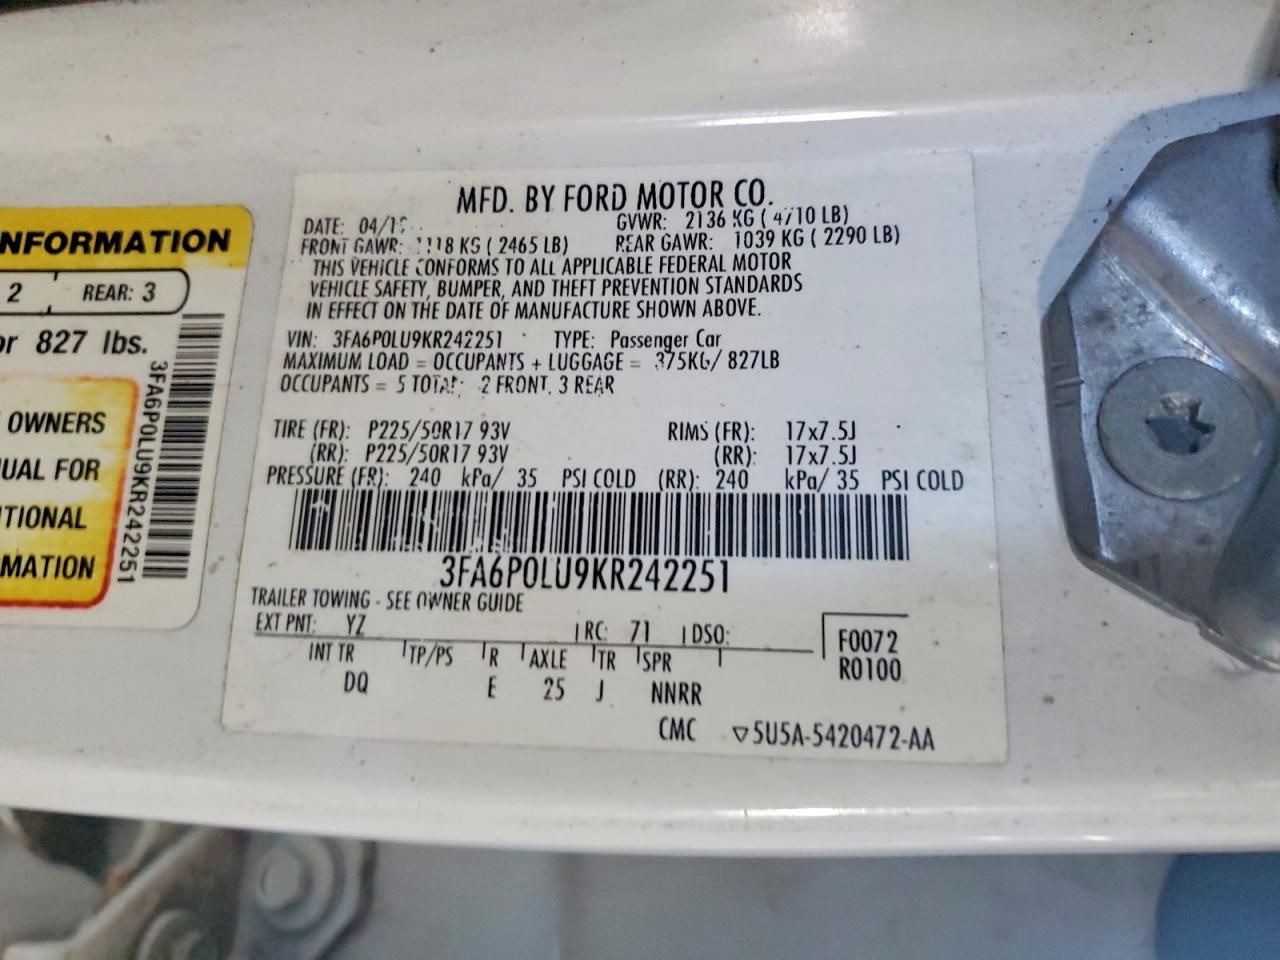 NFORMATION
2 REAR: 3
or 827 lbs.
OWNERS
UAL FOR
ITIONAL
MATION
3FA6P0LU9KR242251
MFD. BY FORD MOTOR CO.
DATE: 04/1 GVWR: 2136 KG ( 4710 LB)
FRONT GAWR: 1118 KG ( 2465 LB) REAR GAWR: 1039 KG ( 2290 LB)
THIS VEHICLE CONFORMS TO ALL APPLICABLE FEDERAL MOTOR
VEHICLE SAFETY, BUMPER, AND THEFT PREVENTION STANDARDS
IN EFFECT ON THE DATE OF MANUFACTURE SHOWN ABOVE.
VIN: 3FA6P0LU9KR242251 TYPE: Passenger Car
MAXIMUM LOAD = OCCUPANTS + LUGGAGE = 375KG/ 827LB
OCCUPANTS = 5 TOTAL: 2 FRONT, 3 REAR
TIRE (FR): P225/50R17 93V RIMS (FR): 17x7.5J
(RR): P225/50R17 93V (RR): 17x7.5J
PRESSURE (FR): 240 kPa/ 35 PSI COLD (RR): 240 kPa/ 35 PSI COLD
3FA6P0LU9KR242251
TRAILER TOWING - SEE OWNER GUIDE
EXT PNT: YZ RC: 71 DSO:
INT TR TP/PS R AXLE TR SPR
DQ E 25 J NNRR
F0072
R0100
CMC ▽5U5A-5420472-AA